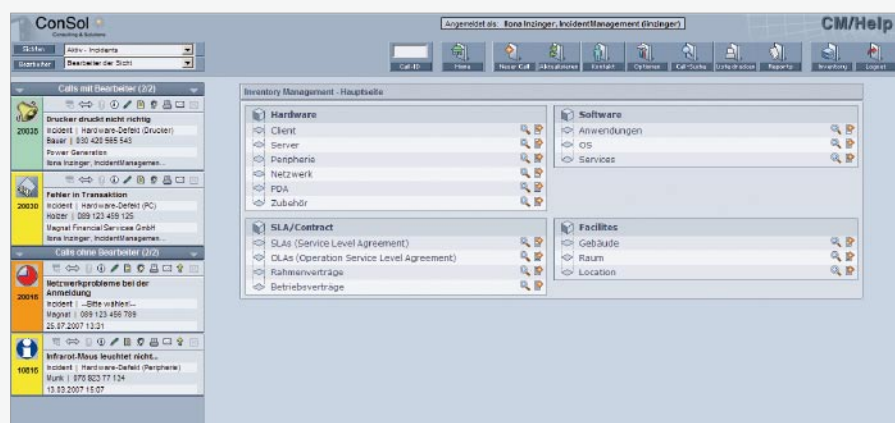 ConSol
Consulting & Solutions
Angemeldet als: Ilona Inzinger, IncidentManagement (iinzinger)
CM/Help
Sichten
Aktiv - Incidents
Bearbeiter
Bearbeiter der Sicht
Call-ID
Home
Neuer Call
Aktualisieren
Kontakt
Optionen
Call-Suche
Listedrucken
Reports
Inventory
Logout
Calls mit Bearbeiter (2/2)
Drucker druckt nicht richtig
20035
Incident | Hardware-Defekt (Drucker)
Bauer | 030 420 565 543
Power Generation
Ilona Inzinger, IncidentManagemen...
Fehler in Transaktion
20030
Incident | Hardware-Defekt (PC)
Holzer | 089 123 459 125
Magnat Financial Services GmbH
Ilona Inzinger, IncidentManagemen...
Calls ohne Bearbeiter (2/2)
Netzwerkprobleme bei der
Anmeldung
Incident | --Bitte wählen!--
Magnat | 089 123 456 789
25.07.2007 13:31
Infrarot-Maus leuchtet nicht...
Incident | Hardware-Defekt (Peripherie)
Munk | 078 923 77 134
13.03.2007 15:07
Inventory Management - Hauptseite
Hardware
Client
Server
Peripherie
Netzwerk
PDA
Zubehör
Software
Anwendungen
OS
Services
SLA/Contract
SLAs (Service Level Agreement)
OLAs (Operation Service Level Agreement)
Rahmenverträge
Betriebsverträge
Facilites
Gebäude
Raum
Location